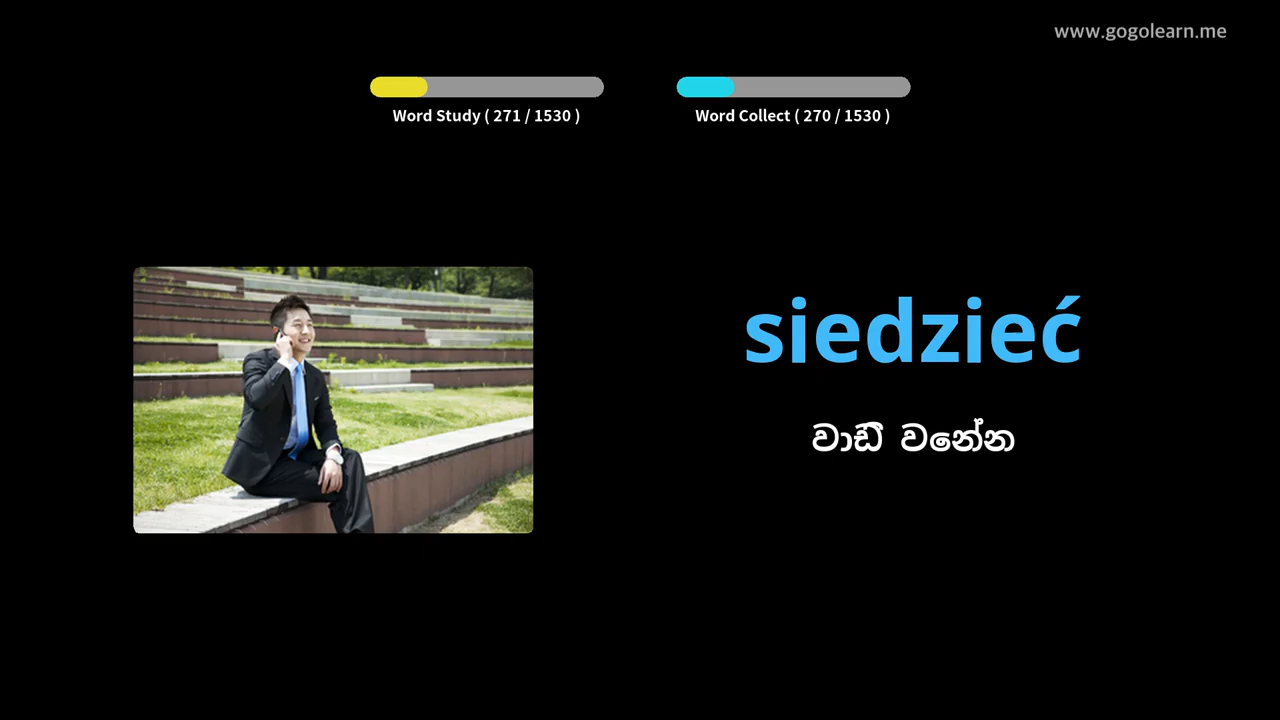 www.gogolearn.me
Word Study ( 271 / 1530 )
Word Collect ( 270 / 1530 )
siedzieć
වාඩි වනේන